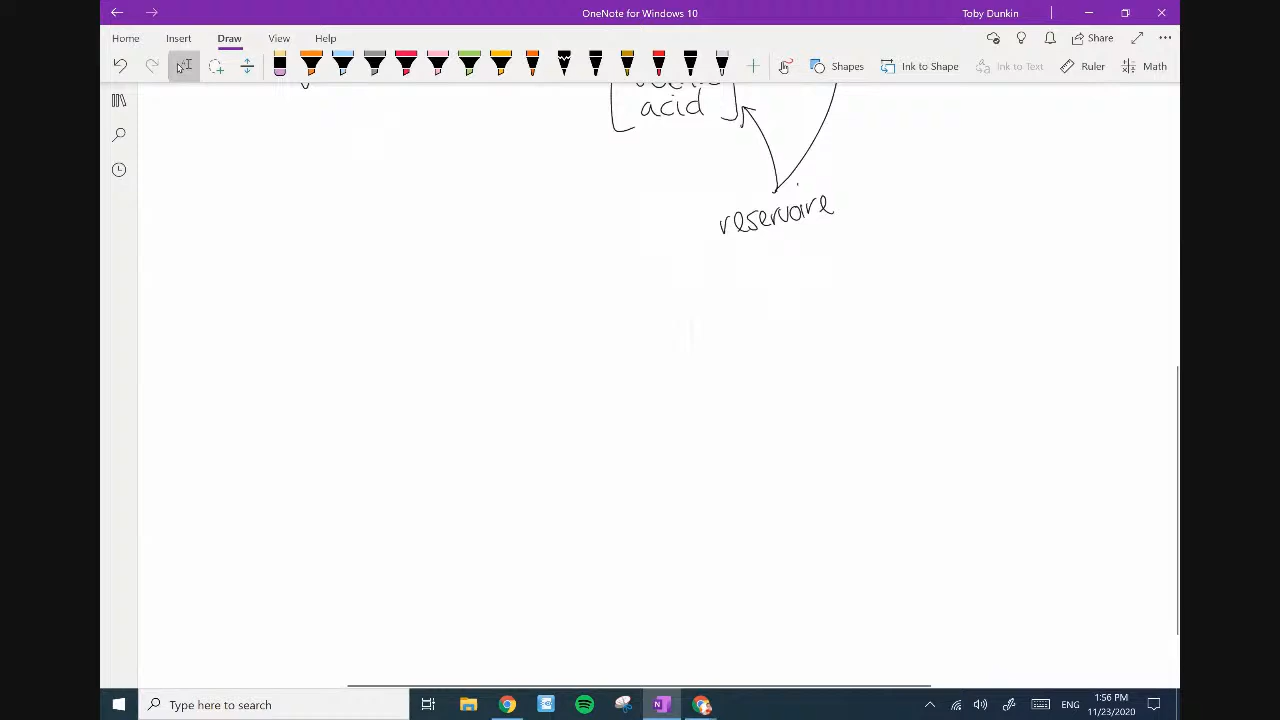 OneNote for Windows 10
Toby Dunkin
Home Insert Draw View Help
Share
Shapes Ink to Shape Ink to Text Ruler Math
acid
reservoire
Type here to search
ENG
1:56 PM
11/23/2020